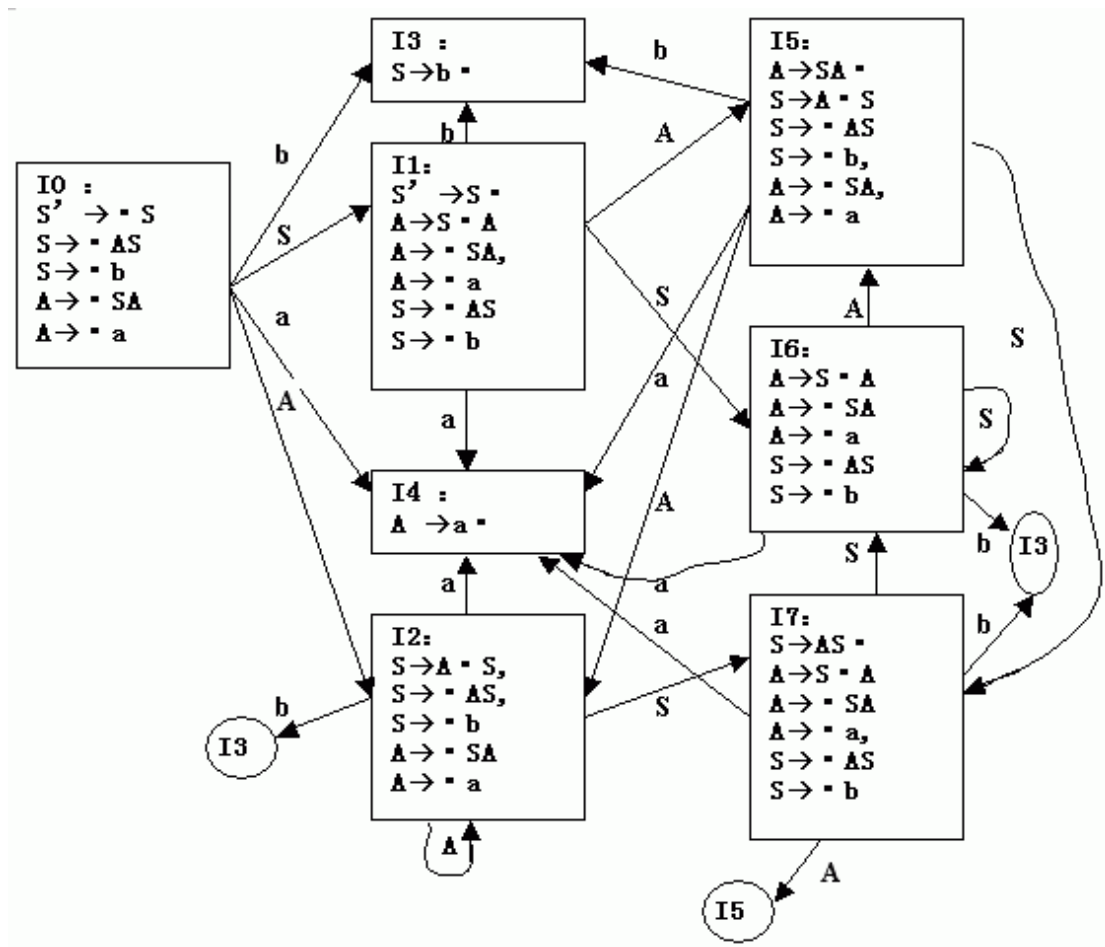 I3 :
S→b·
I5:
A→SA·
S→A·S
S→·AS
S→·b,
A→·SA,
A→·a
b
b
A
b
I0 :
S' →·S
S→·AS
S→·b
A→·SA
A→·a
I1:
S' →S·
A→S·A
A→·SA,
A→·a
S→·AS
S→·b
S
a
A
S
a
a
A
S
I6:
A→S·A
A→·SA
A→·a
S→·AS
S→·b
S
I4 :
A →a·
A
b
I3
S
a
a
a
b
I2:
S→A·S,
S→·AS,
S→·b
A→·SA
A→·a
I7:
S→AS·
A→S·A
A→·SA
A→·a,
S→·AS
S→·b
b
I3
S
A
A
I5